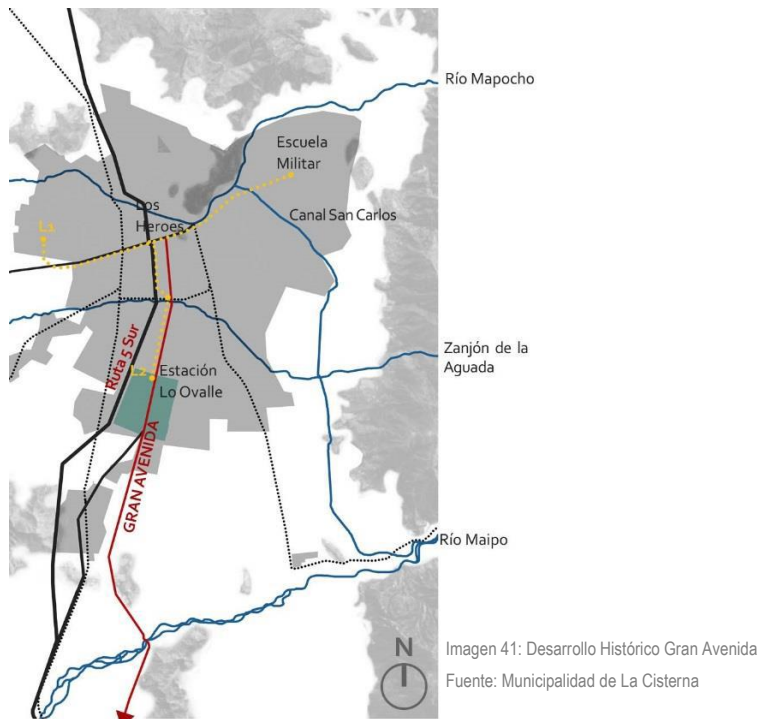 Río Mapocho
Escuela
Militar
Los
Heroes
Canal San Carlos
L1
Ruta 5 Sur
Zanjón de la
Aguada
L2
Estación
Lo Ovalle
GRAN AVENIDA
Río Maipo
N
Imagen 41: Desarrollo Histórico Gran Avenida
Fuente: Municipalidad de La Cisterna